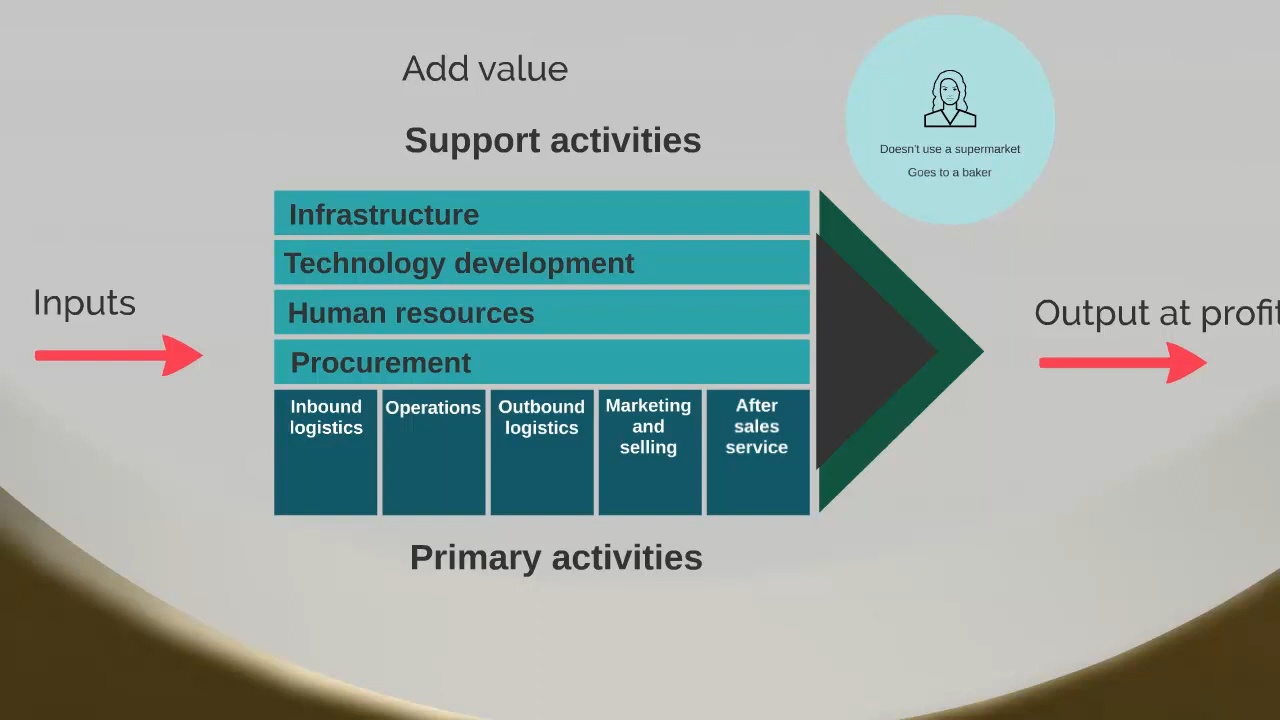 Add value
Doesn't use a supermarket
Goes to a baker
Support activities
Infrastructure
Technology development
Human resources
Procurement
Inputs
Output at profit
Inbound
logistics
Operations
Outbound
logistics
Marketing
and
selling
After
sales
service
Primary activities